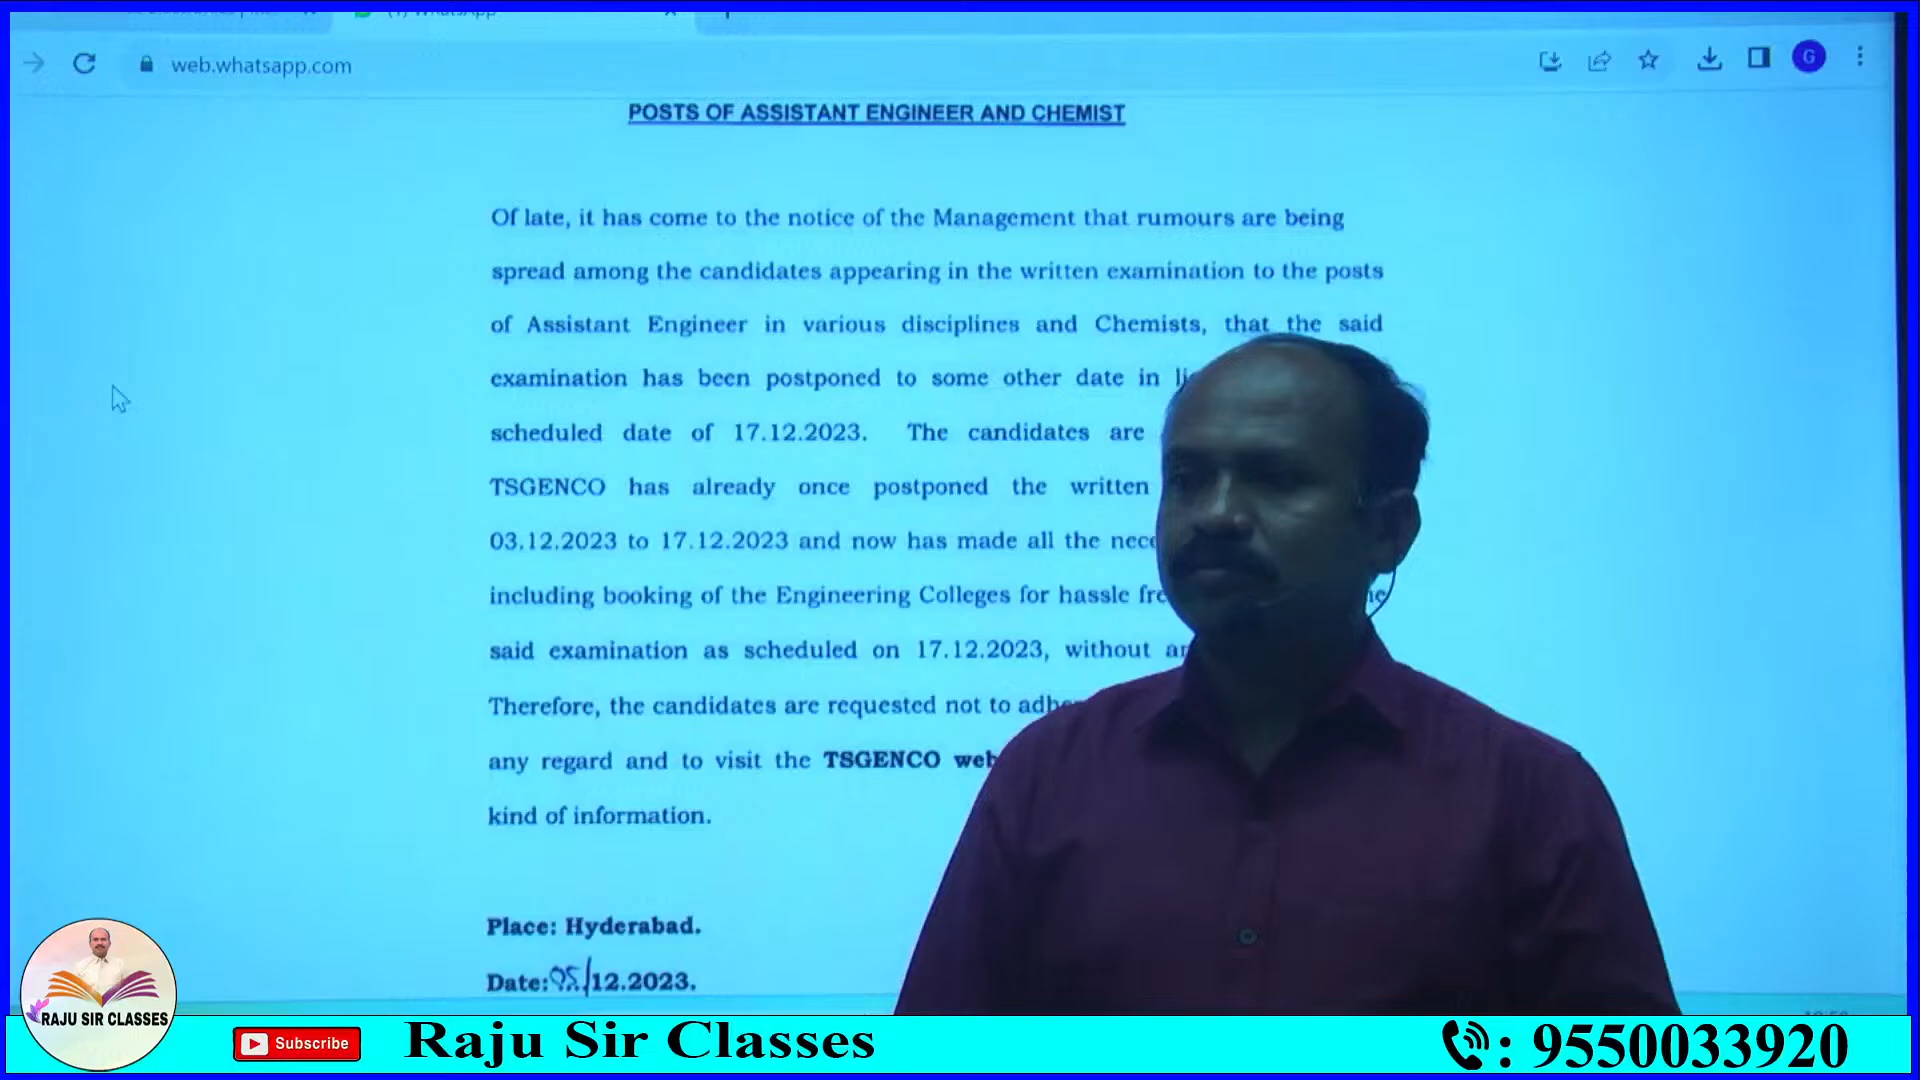 (1) WhatsApp
web.whatsapp.com
G
POSTS OF ASSISTANT ENGINEER AND CHEMIST
Of late, it has come to the notice of the Management that rumours are being
spread among the candidates appearing in the written examination to the posts
of Assistant Engineer in various disciplines and Chemists, that the said
examination has been postponed to some other date in
scheduled date of 17.12.2023. The candidates are
TSGENCO has already once postponed the written
03.12.2023 to 17.12.2023 and now has made all the
including booking of the Engineering Colleges for hassle
said examination as scheduled on 17.12.2023, without
Therefore, the candidates are requested not to
any regard and to visit the TSGENCO
kind of information.
Place: Hyderabad.
Date: 05/12.2023.
RAJU SIR CLASSES
Subscribe
Raju Sir Classes
: 9550033920